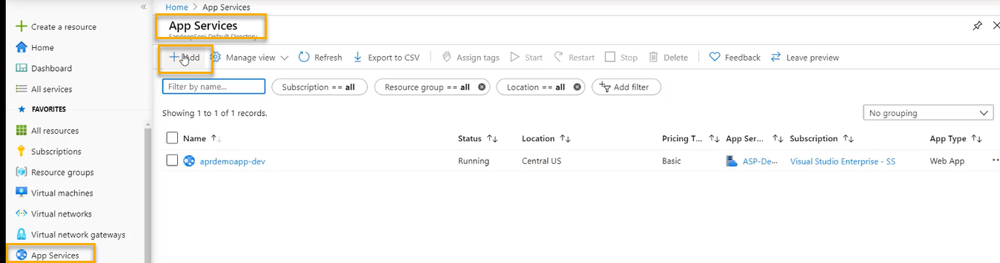 «
Create a resource
Home
Dashboard
All services
FAVORITES
All resources
Subscriptions
Resource groups
Virtual machines
Virtual networks
Virtual network gateways
App Services
Home > App Services
App Services
SandeepSoni Default Directory
Add Manage view Refresh Export to CSV Assign tags Start Restart Stop Delete Feedback Leave preview
Filter by name... Subscription == all Resource group == all Location == all Add filter
Showing 1 to 1 of 1 records. No grouping
Name Status Location Pricing T... App Ser... Subscription App Type
aprdemoapp-dev Running Central US Basic ASP-De... Visual Studio Enterprise - SS Web App